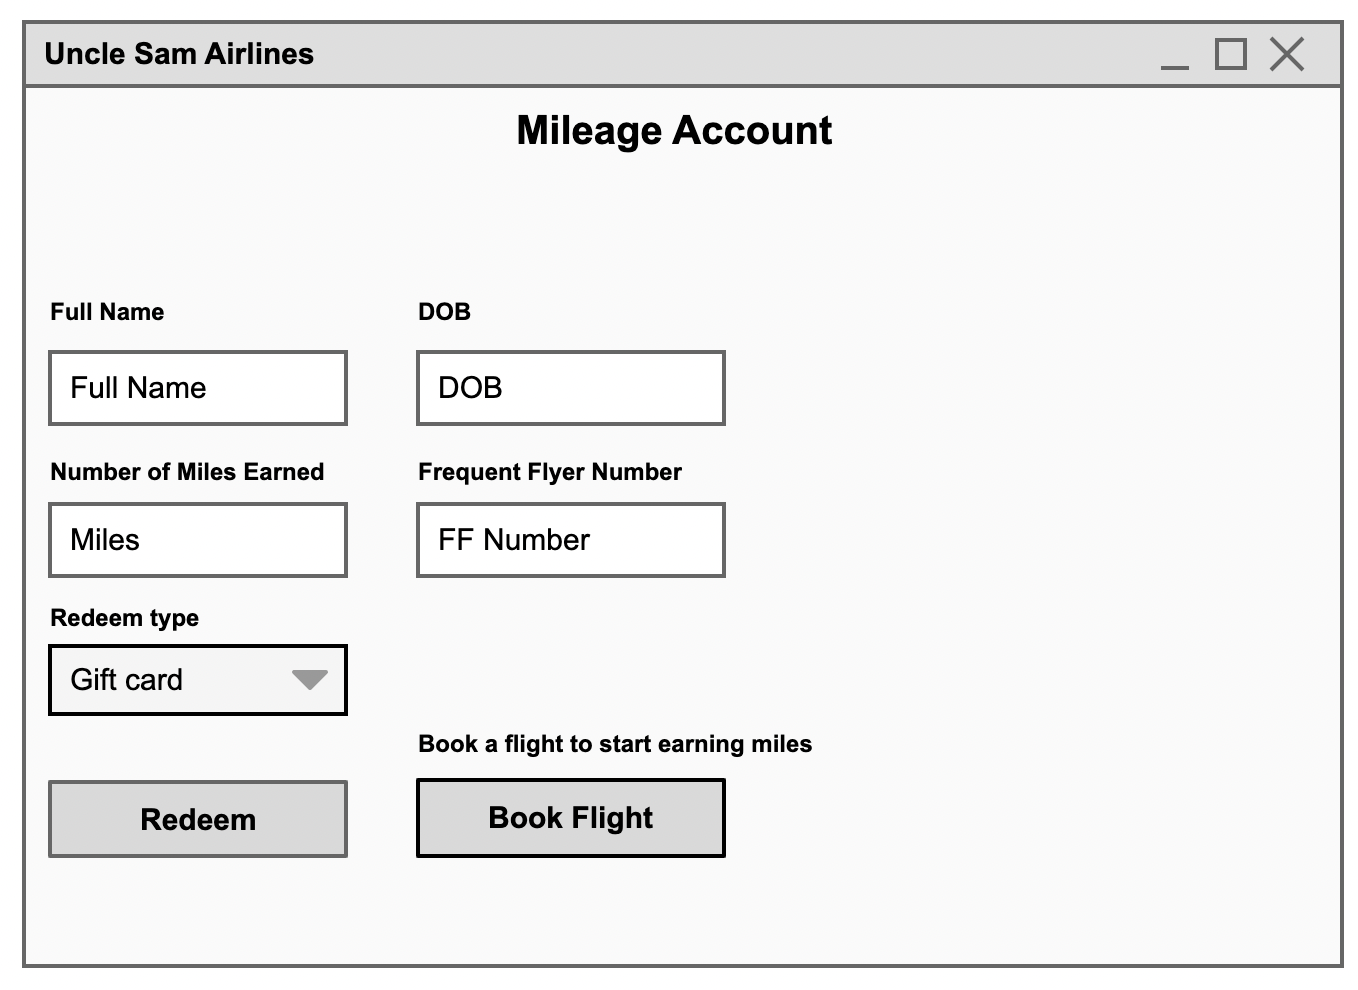 Uncle Sam Airlines
Mileage Account
Full Name
DOB
Full Name
DOB
Number of Miles Earned
Frequent Flyer Number
Miles
FF Number
Redeem type
Gift card
Book a flight to start earning miles
Redeem
Book Flight